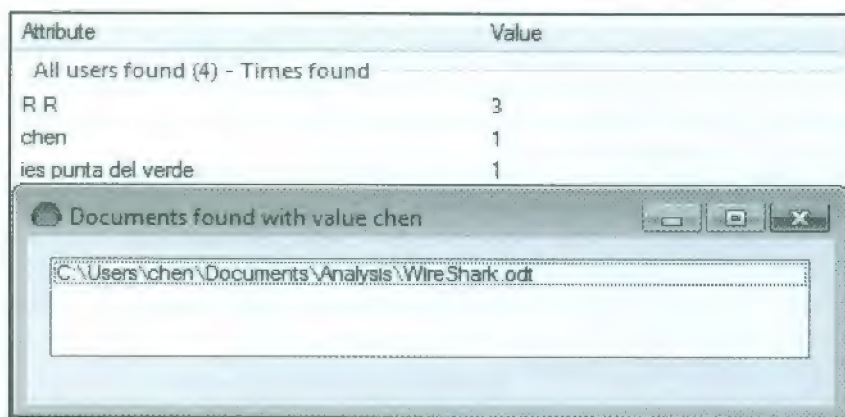 Attribute Value
All users found (4) - Times found
R R 3
chen 1
ies punta del verde 1
Documents found with value chen
C:\Users\chen\Documents\Analysis\WireShark.odt